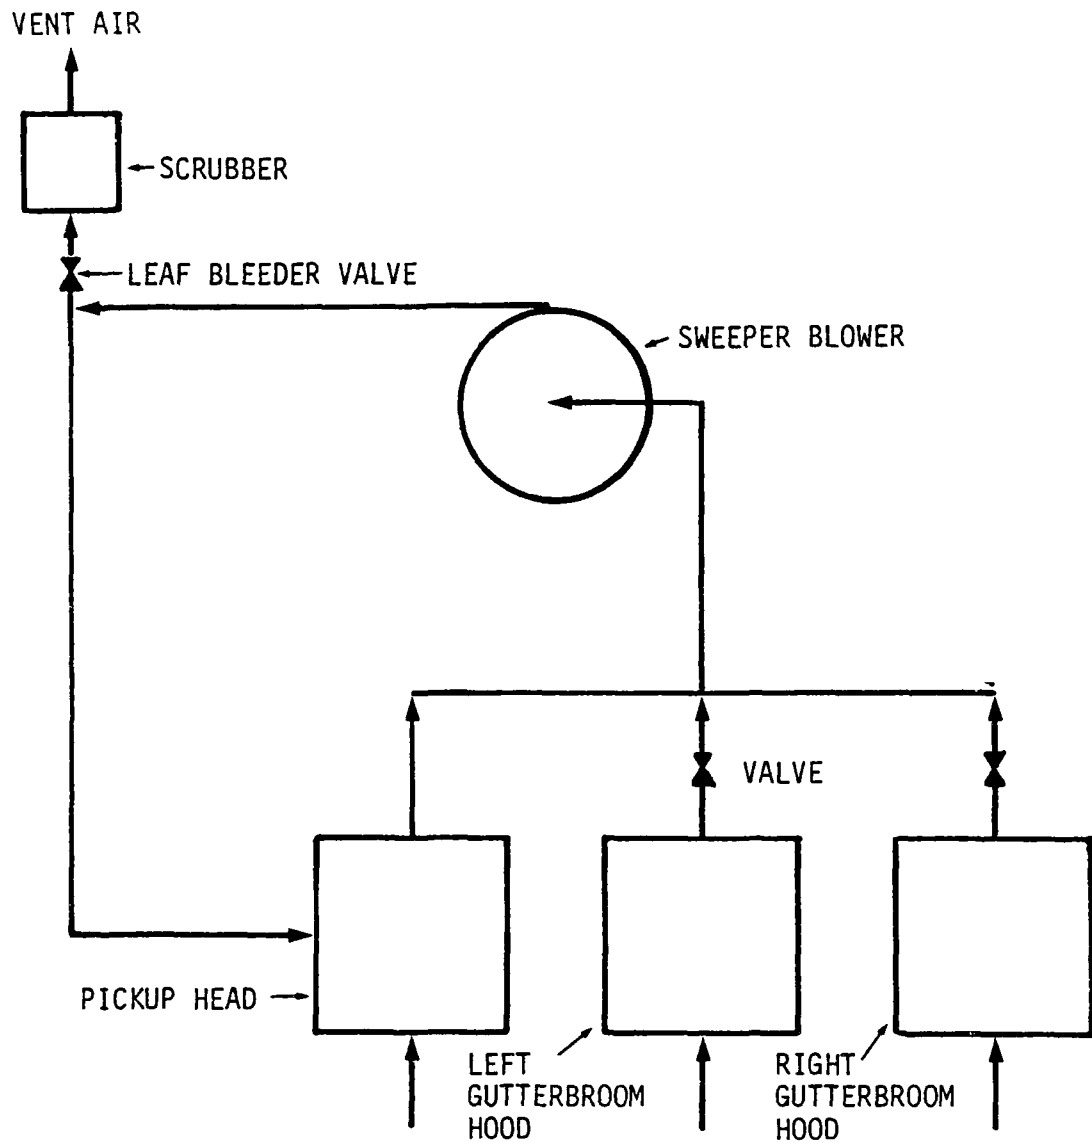 VENT AIR
SCRUBBER
LEAF BLEEDER VALVE
SWEEPER BLOWER
VALVE
PICKUP HEAD
LEFT
GUTTERBROOM
HOOD
RIGHT
GUTTERBROOM
HOOD